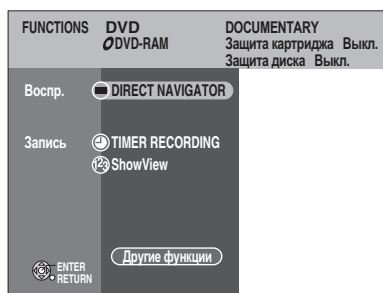 FUNCTIONS DVD DOCUMENTARY
DVD-RAM Защита картриджа Выкл.
Защита диска Выкл.
Воспр. DIRECT NAVIGATOR
Запись TIMER RECORDING
123 ShowView
Другие функции
ENTER
RETURN